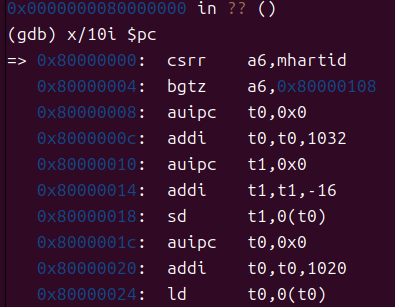 0x0000000080000000 in ?? ()
(gdb) x/10i $pc
=> 0x80000000: csrr a6,mhartid
0x80000004: bgtz a6,0x80000108
0x80000008: auipc t0,0x0
0x8000000c: addi t0,t0,1032
0x80000010: auipc t1,0x0
0x80000014: addi t1,t1,-16
0x80000018: sd t1,0(t0)
0x8000001c: auipc t0,0x0
0x80000020: addi t0,t0,1020
0x80000024: ld t0,0(t0)